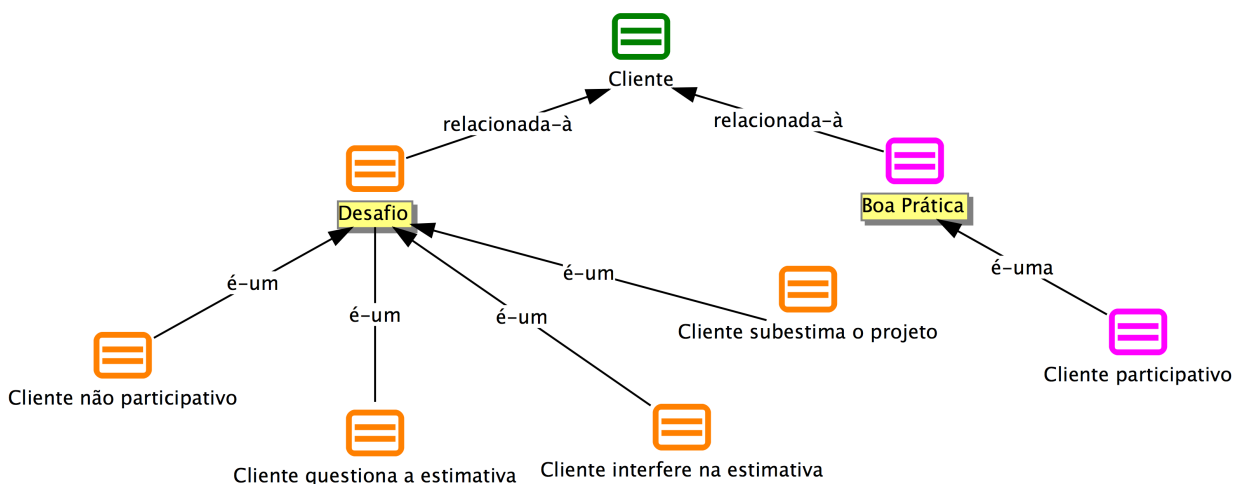 Cliente
relacionada-à
relacionada-à
Desafio
Boa Prática
é-um
é-um
é-um
é-um
é-uma
Cliente subestima o projeto
Cliente participativo
Cliente não participativo
Cliente questiona a estimativa
Cliente interfere na estimativa